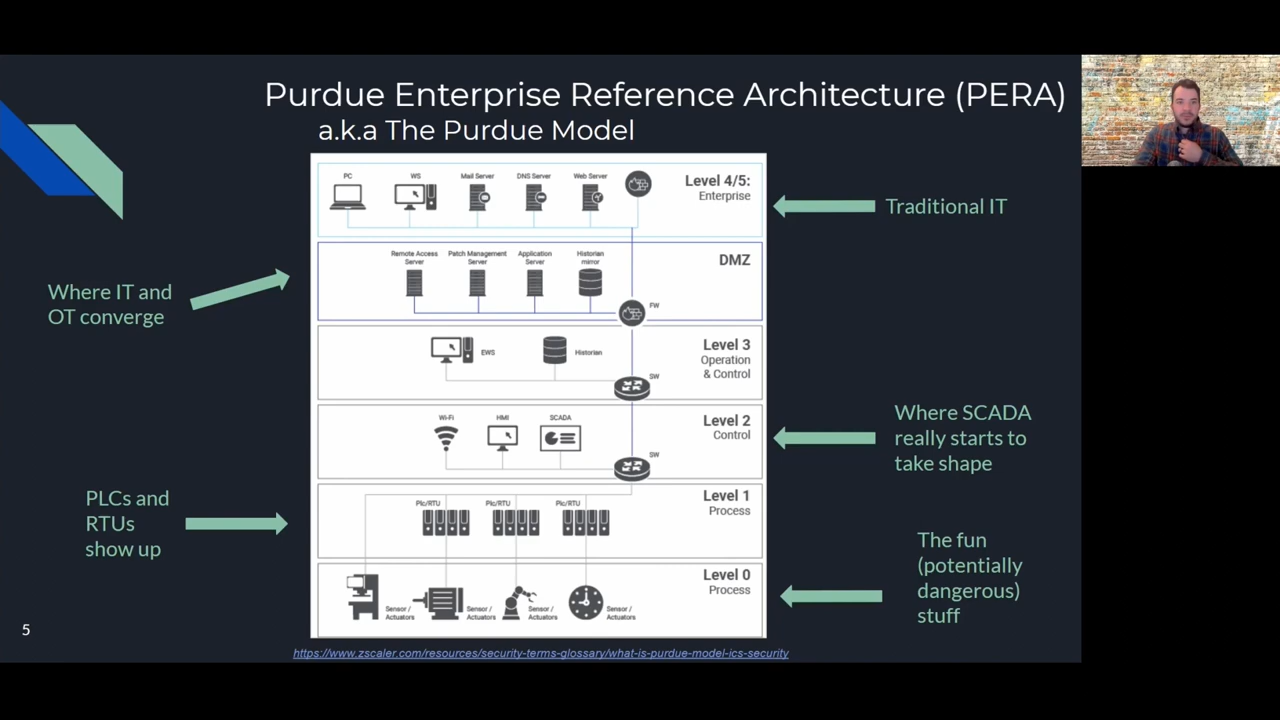 Purdue Enterprise Reference Architecture (PERA)
a.k.a The Purdue Model
PC
WS
Mail Server
DNS Server
Web Server
Level 4/5:
Enterprise
Traditional IT
Remote Access
Server
Patch Management
Server
Application
Server
Historian
mirror
DMZ
FW
Where IT and
OT converge
EWS
Historian
SW
Level 3
Operation
& Control
Wi-Fi
HMI
SCADA
SW
Level 2
Control
Where SCADA
really starts to
take shape
Plc/RTU
Plc/RTU
Plc/RTU
Level 1
Process
PLCs and
RTUs
show up
Sensor /
Actuators
Sensor /
Actuators
Sensor /
Actuators
Sensor /
Actuators
Level 0
Process
The fun
(potentially
dangerous)
stuff
5
https://www.zscaler.com/resources/security-terms-glossary/what-is-purdue-model-ics-security